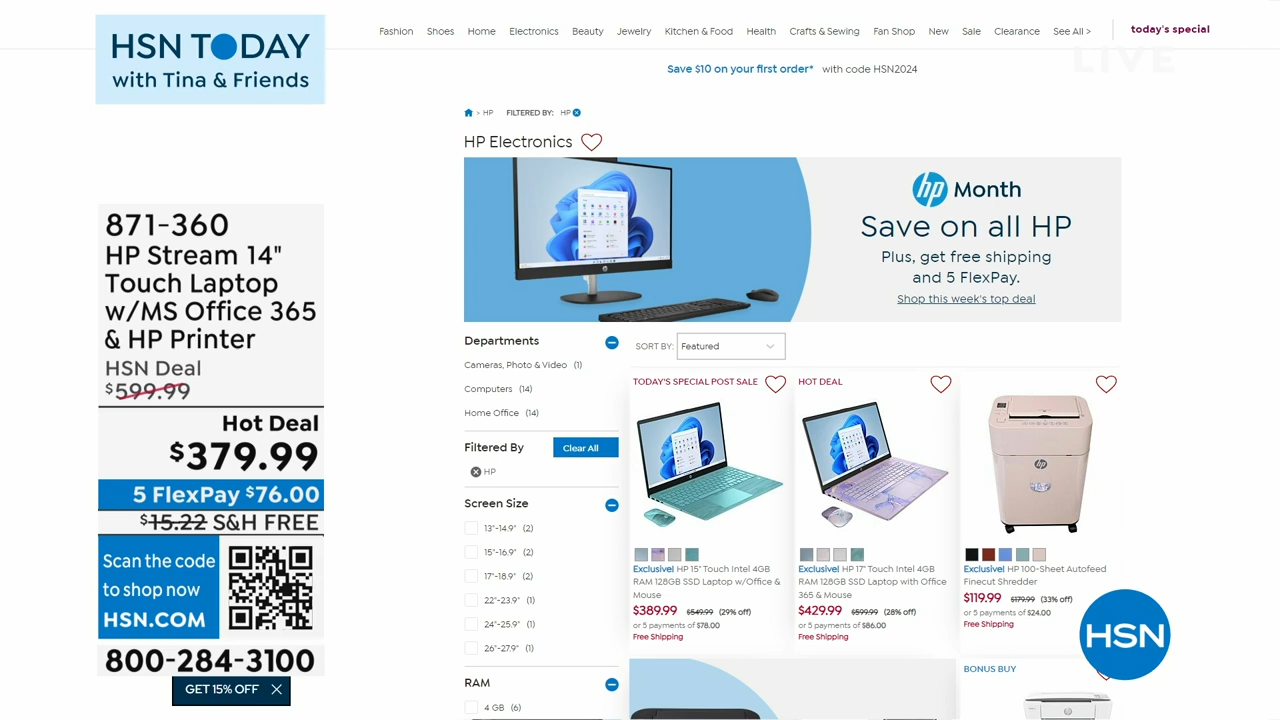 HSN TODAY
with Tina & Friends
Fashion Shoes Home Electronics Beauty Jewelry Kitchen & Food Health Crafts & Sewing Fan Shop New Sale Clearance See All > today's special
LIVE
Save $10 on your first order* with code HSN2024
> HP FILTERED BY: HP
HP Electronics
hp Month
Save on all HP
Plus, get free shipping
and 5 FlexPay.
Shop this week's top deal
871-360
HP Stream 14"
Touch Laptop
w/MS Office 365
& HP Printer
HSN Deal
$599.99
Hot Deal
$379.99
5 FlexPay $76.00
$15.22 S&H FREE
Scan the code
to shop now
HSN.COM
800-284-3100
GET 15% OFF
Departments
Cameras, Photo & Video (1)
Computers (14)
Home Office (14)
Filtered By Clear All
HP
Screen Size
13"-14.9" (2)
15"-16.9" (2)
17"-18.9" (2)
22"-23.9" (1)
24"-25.9" (1)
26"-27.9" (1)
RAM
4 GB (6)
SORT BY: Featured
TODAY'S SPECIAL POST SALE
Exclusive! HP 15" Touch Intel 4GB
RAM 128GB SSD Laptop w/Office &
Mouse
$389.99 $549.99 (29% off)
or 5 payments of $78.00
Free Shipping
HOT DEAL
Exclusive! HP 17" Touch Intel 4GB
RAM 128GB SSD Laptop with Office
365 & Mouse
$429.99 $599.99 (28% off)
or 5 payments of $86.00
Free Shipping
hp
Exclusive! HP 100-Sheet Autofeed
Finecut Shredder
$119.99 $179.99 (33% off)
or 5 payments of $24.00
Free Shipping
BONUS BUY
HSN